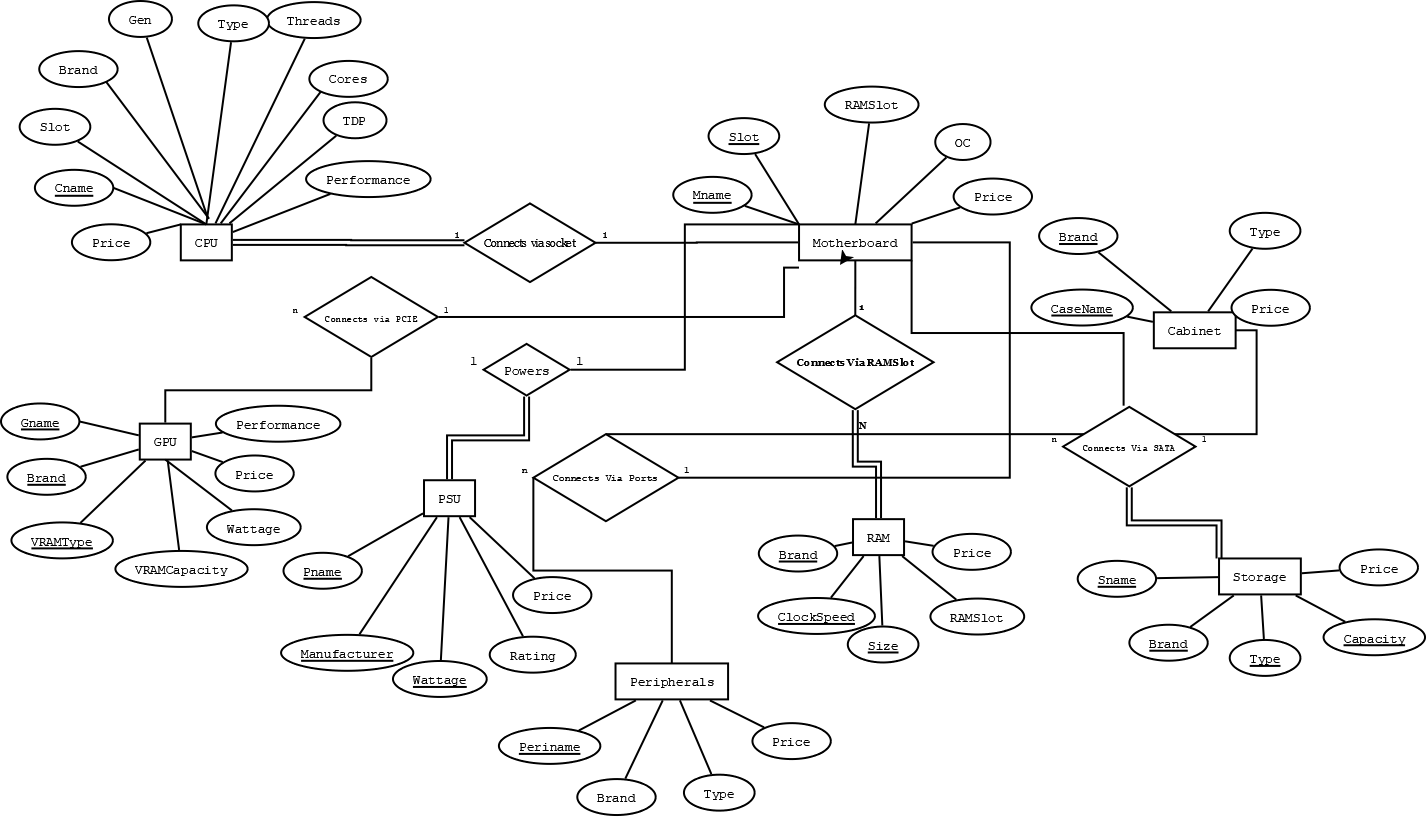 Gen
Type
Threads
Brand
Cores
Slot
TDP
Cname
Performance
Price
CPU
1
Connects via socket
1
RAMSlot
Slot
OC
Mname
Price
Motherboard
Brand
Type
CaseName
Price
Cabinet
n
Connects via PCIE
1
1
Powers
1
1
Connects Via RAMSlot
N
Gname
Performance
GPU
Brand
Price
VRAMType
Wattage
VRAMCapacity
n
Connects Via SATA
1
n
Connects Via Ports
1
PSU
Pname
Price
Manufacturer
Rating
Wattage
RAM
Brand
Price
ClockSpeed
RAMSlot
Size
Storage
Sname
Price
Brand
Capacity
Type
Peripherals
Periname
Price
Brand
Type